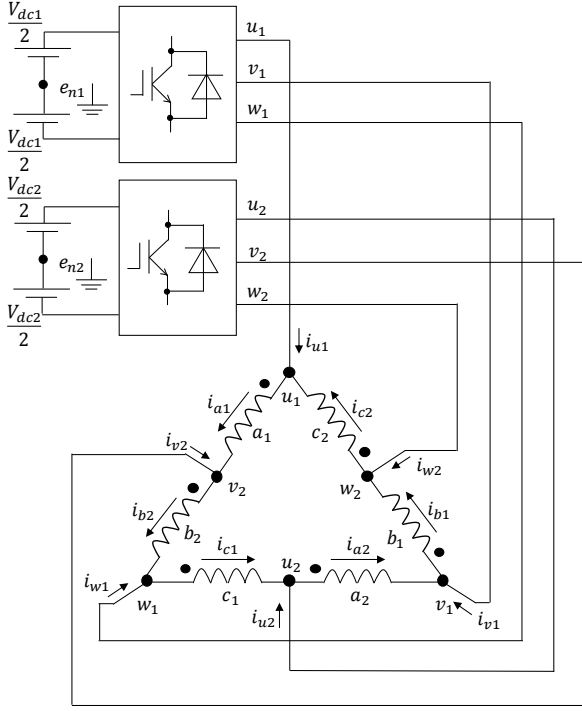 V_dc1/2
u_1
v_1
e_n1
w_1
V_dc1/2
V_dc2/2
u_2
v_2
e_n2
w_2
V_dc2/2
i_u1
u_1
i_a1
i_c2
a_1
c_2
i_v2
i_w2
v_2
w_2
i_b2
i_b1
b_2
b_1
i_c1
u_2
i_a2
i_w1
w_1
c_1
a_2
v_1
i_u2
i_v1